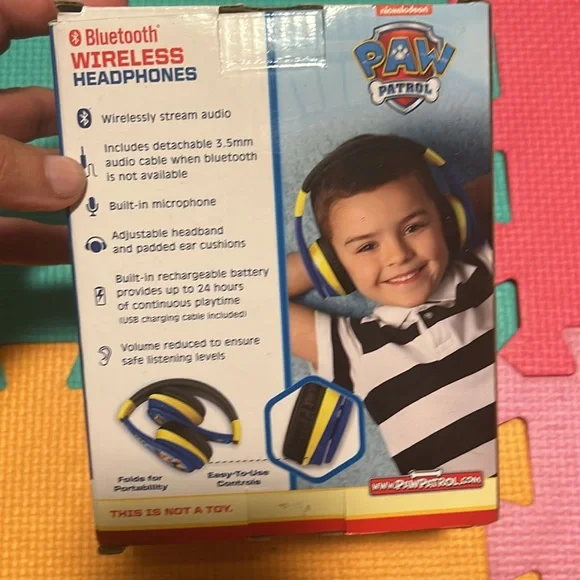 Bluetooth®
WIRELESS
HEADPHONES
Wirelessly stream audio
Includes detachable 3.5mm
audio cable when bluetooth
is not available
Built-in microphone
Adjustable headband
and padded ear cushions
Built-in rechargeable battery
provides up to 24 hours
of continuous playtime
(USB charging cable included)
Volume reduced to ensure
safe listening levels
Folds for
Portability
Easy-To-Use
Controls
THIS IS NOT A TOY.
nickelodeon
PAW
PATROL
www.PawPatrol.com